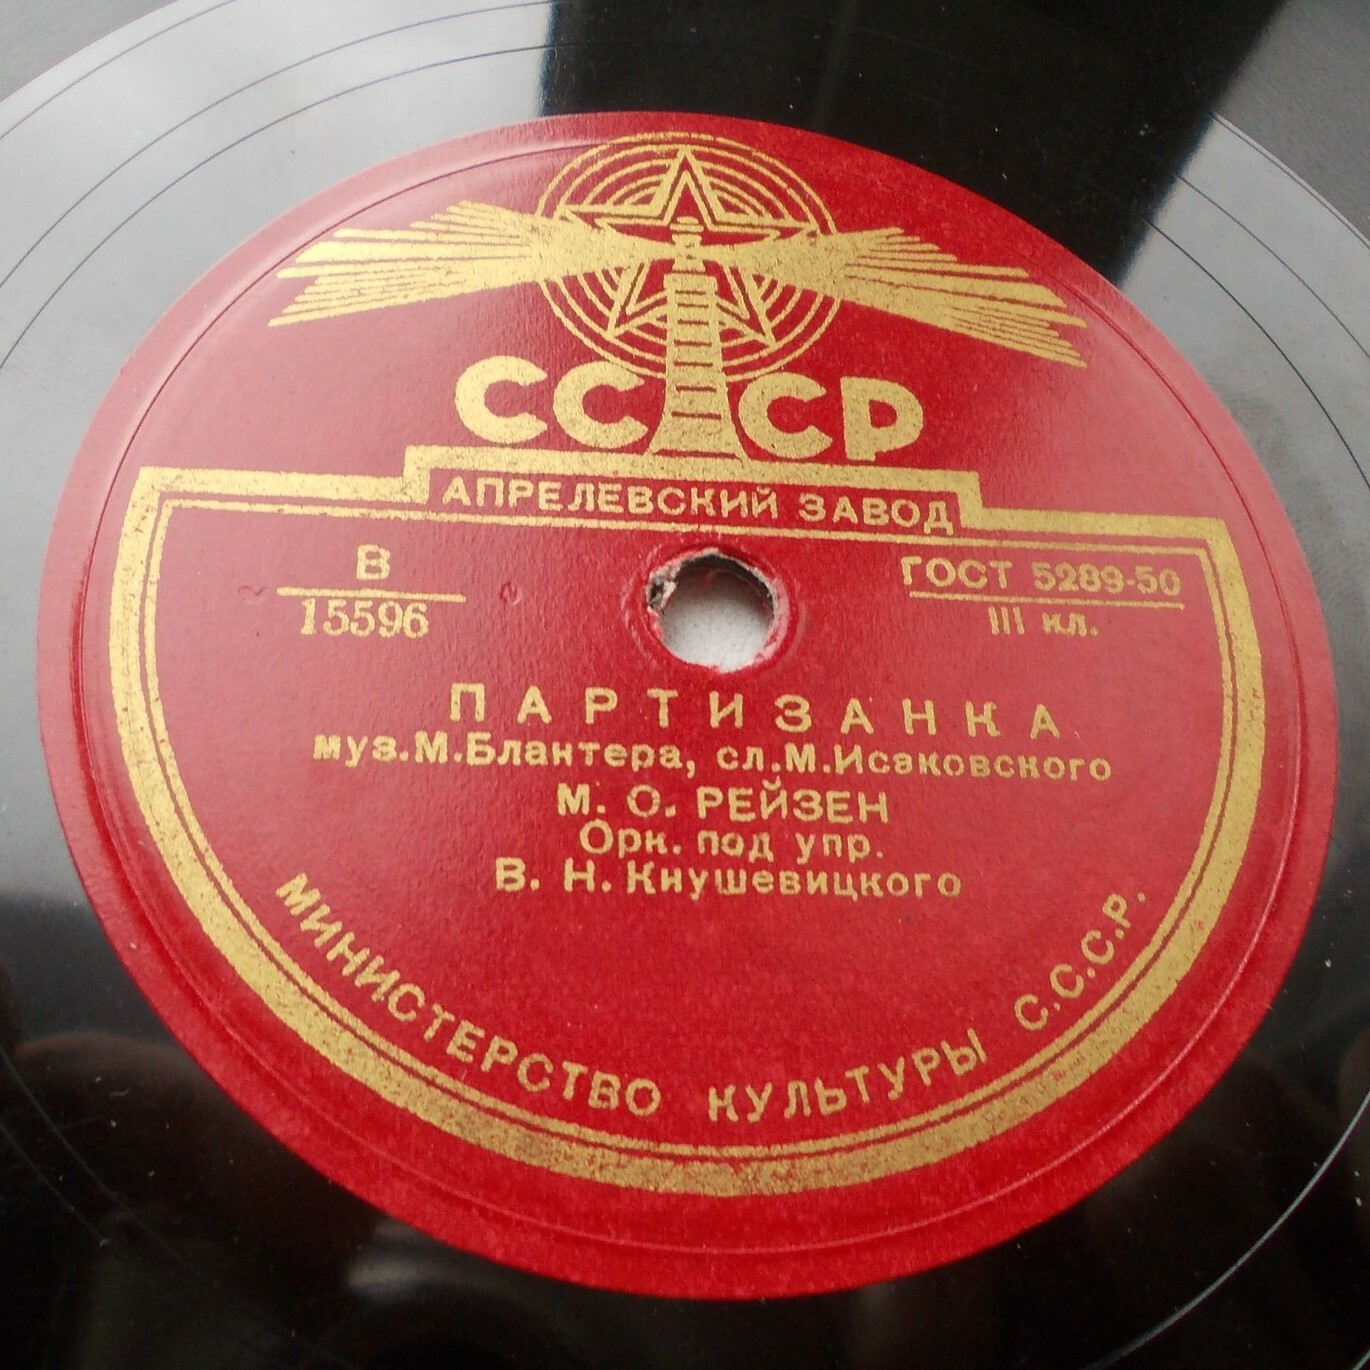 СССР
АПРЕЛЕВСКИЙ ЗАВОД
В
15596
ГОСТ 5289-50
III кл.
ПАРТИЗАНКА
муз.М.Блантера, сл.М.Исаковского
М. О. РЕЙЗЕН
Орк. под упр.
В. Н. Кнушевицкого
МИНИСТЕРСТВО КУЛЬТУРЫ С.С.С.Р.